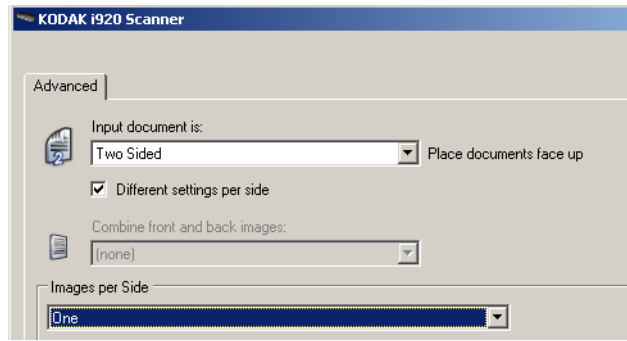 KODAK i920 Scanner
Advanced
Input document is:
2
Two Sided
Place documents face up
Different settings per side
Combine front and back images:
(none)
Images per Side
One